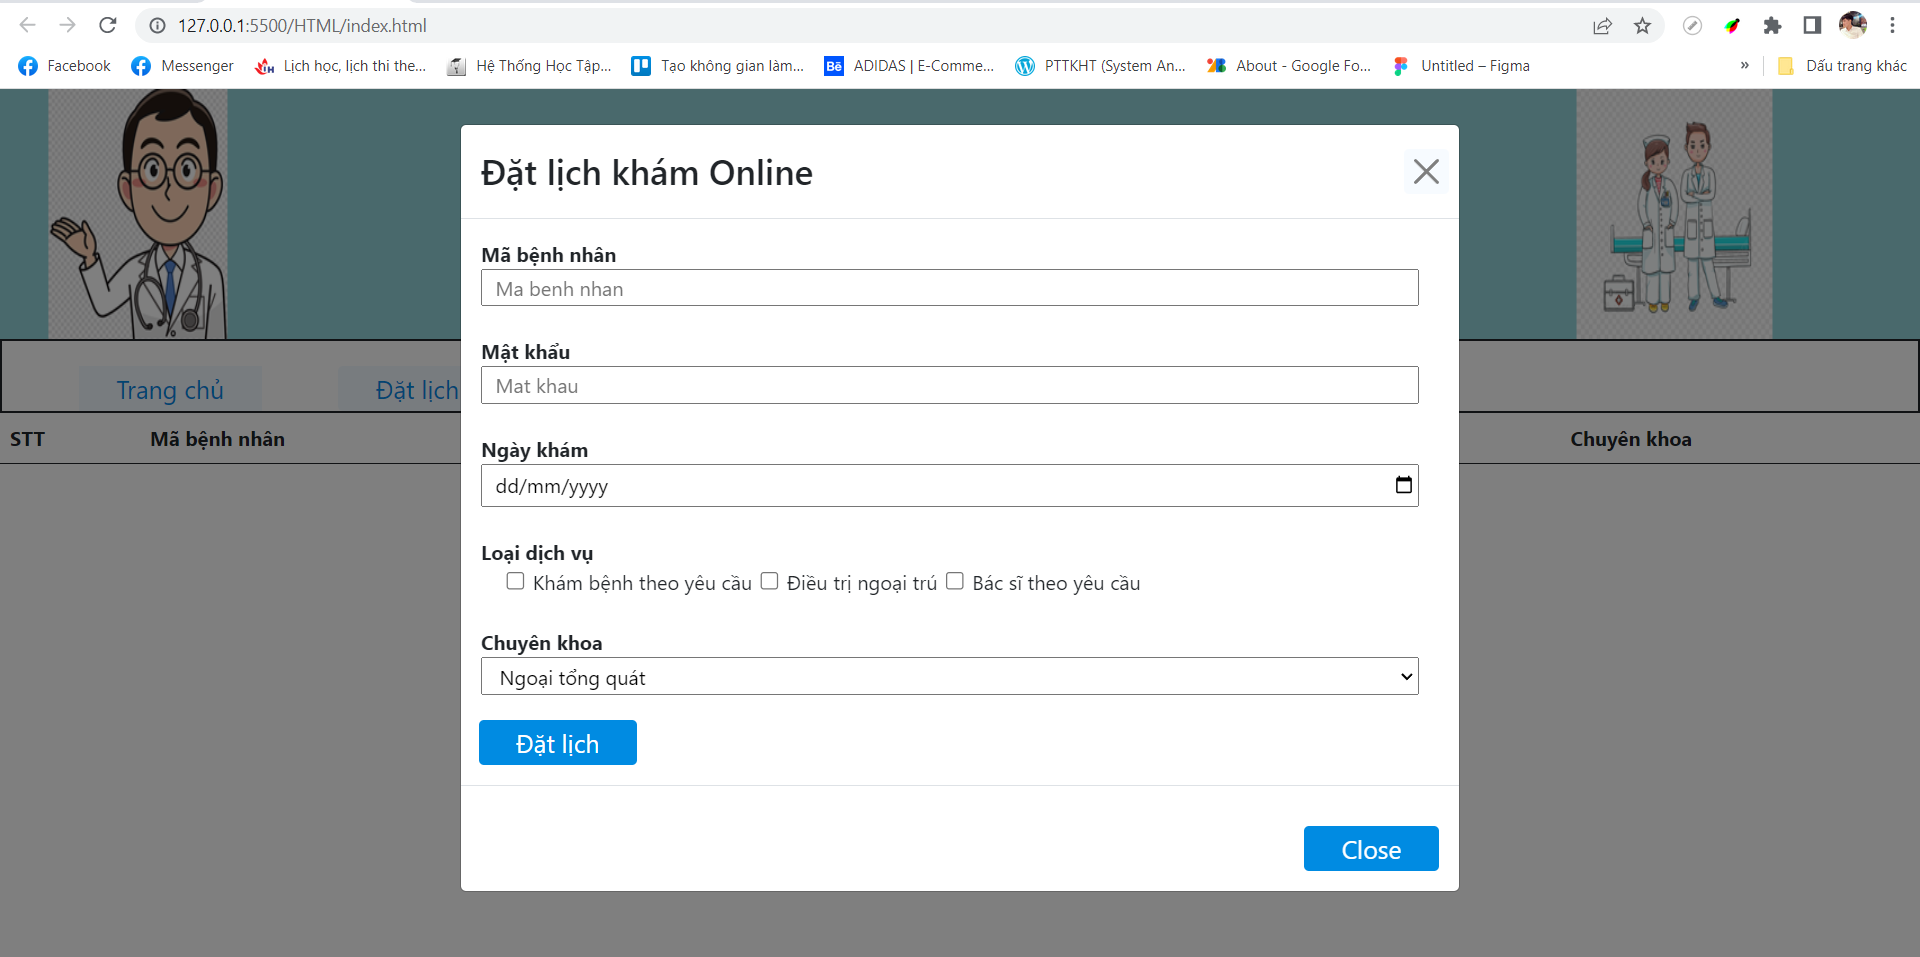 127.0.0.1:5500/HTML/index.html
Facebook Messenger Lịch học, lịch thi the... Hệ Thống Học Tập... Tạo không gian làm... Bē ADIDAS | E-Comme... PTTKHT (System An... About - Google Fo... Untitled – Figma » Dấu trang khác
Đặt lịch khám Online
Mã bệnh nhân
Ma benh nhan
Mật khẩu
Mat khau
Trang chủ Đặt lịch
STT Mã bệnh nhân Chuyên khoa
Ngày khám
dd/mm/yyyy
Loại dịch vụ
Khám bệnh theo yêu cầu Điều trị ngoại trú Bác sĩ theo yêu cầu
Chuyên khoa
Ngoại tổng quát
Đặt lịch
Close